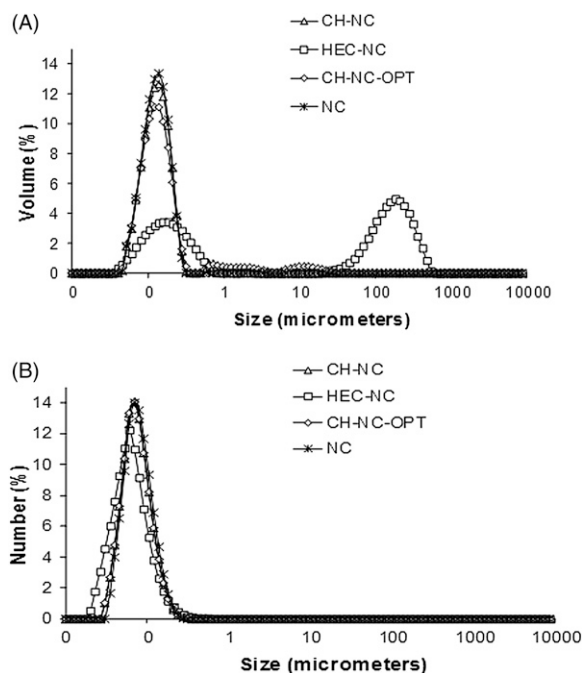 (A)
CH-NC
HEC-NC
CH-NC-OPT
NC
14
12
10
8
6
4
2
0
Volume (%)
0 0 1 10 100 1000 10000
Size (micrometers)
(B)
CH-NC
HEC-NC
CH-NC-OPT
NC
14
12
10
8
6
4
2
0
Number (%)
0 0 1 10 100 1000 10000
Size (micrometers)